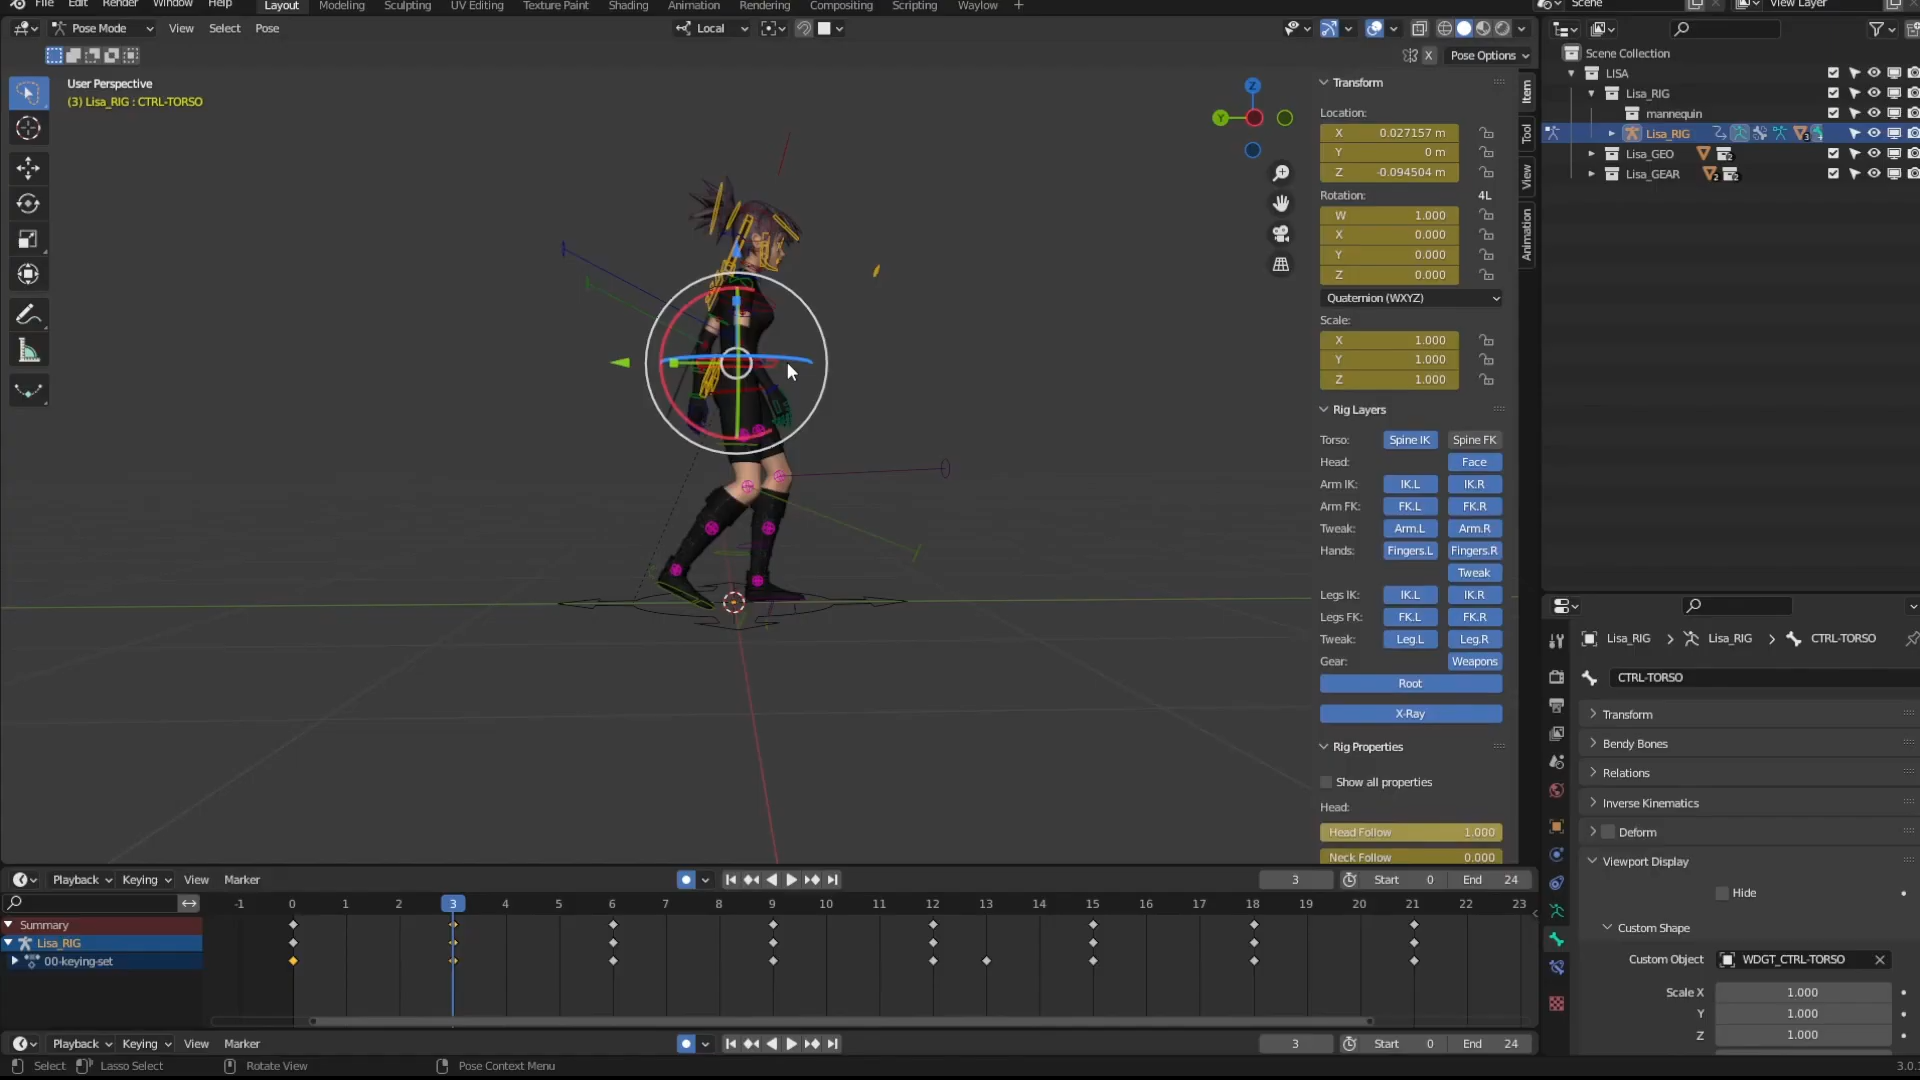 File Edit Render Window Help Layout Modeling Sculpting UV Editing Texture Paint Shading Animation Rendering Compositing Scripting Waylow + Scene View Layer
Pose Mode View Select Pose Local
X Pose Options
User Perspective
(3) Lisa_RIG : CTRL-TORSO
Z
Y
Transform
Location:
X 0.027157 m
Y 0 m
Z -0.094504 m
Rotation: 4L
W 1.000
X 0.000
Y 0.000
Z 0.000
Quaternion (WXYZ)
Scale:
X 1.000
Y 1.000
Z 1.000
Rig Layers
Torso: Spine IK Spine FK
Head: Face
Arm IK: IK.L IK.R
Arm FK: FK.L FK.R
Tweak: Arm.L Arm.R
Hands: Fingers.L Fingers.R
Tweak
Legs IK: IK.L IK.R
Legs FK: FK.L FK.R
Tweak: Leg.L Leg.R
Gear: Weapons
Root
X-Ray
Rig Properties
Show all properties
Head:
Head Follow 1.000
Neck Follow 0.000
Item
Tool
View
Animation
Scene Collection
LISA
Lisa_RIG
mannequin
Lisa_RIG 3
Lisa_GEO 2
Lisa_GEAR 2 2
Lisa_RIG Lisa_RIG CTRL-TORSO
CTRL-TORSO
Transform
Bendy Bones
Relations
Inverse Kinematics
Deform
Viewport Display
Hide
Custom Shape
Custom Object WDGT_CTRL-TORSO
Scale X 1.000
Y 1.000
Z 1.000
Playback Keying View Marker 3 Start 0 End 24
-1 0 1 2 3 4 5 6 7 8 9 10 11 12 13 14 15 16 17 18 19 20 21 22 23
Summary
Lisa_RIG
00-keying-set
Playback Keying View Marker 3 Start 0 End 24
Select Lasso Select Rotate View Pose Context Menu